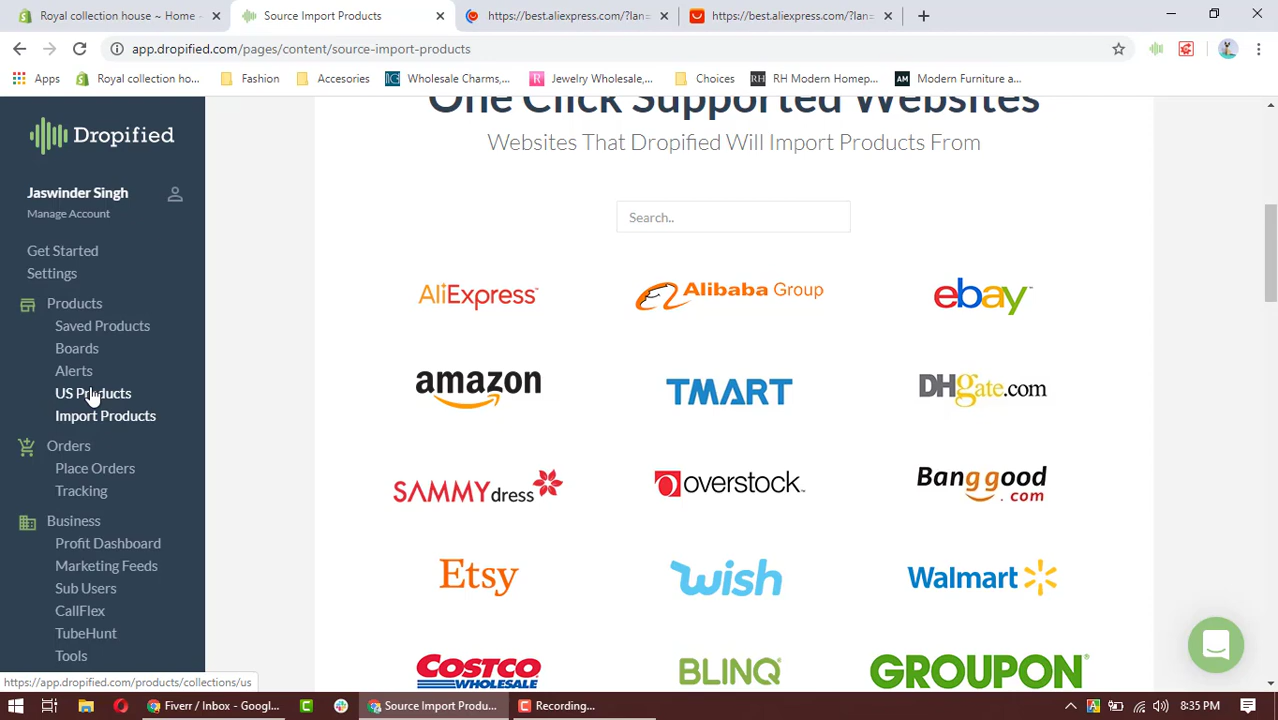 Royal collection house ~ Home
Source Import Products
https://best.aliexpress.com/?lan=
https://best.aliexpress.com/?lan=
app.dropified.com/pages/content/source-import-products
Apps
Royal collection ho...
Fashion
Accesories
Wholesale Charms,...
Jewelry Wholesale,...
Choices
RH Modern Homep...
Modern Furniture a...
Dropified
Jaswinder Singh
Manage Account
Get Started
Settings
Products
Saved Products
Boards
Alerts
US Products
Import Products
Orders
Place Orders
Tracking
Business
Profit Dashboard
Marketing Feeds
Sub Users
CallFlex
TubeHunt
Tools
https://app.dropified.com/products/collections/us
One Click Supported Websites
Websites That Dropified Will Import Products From
Search..
AliExpress
Alibaba Group
ebay
amazon
TMART
DHgate.com
SAMMYdress
overstock
Banggood.com
Etsy
wish
Walmart
COSTCO WHOLESALE
BLINQ
GROUPON
Fiverr / Inbox - Googl...
Source Import Produ...
Recording...
8:35 PM